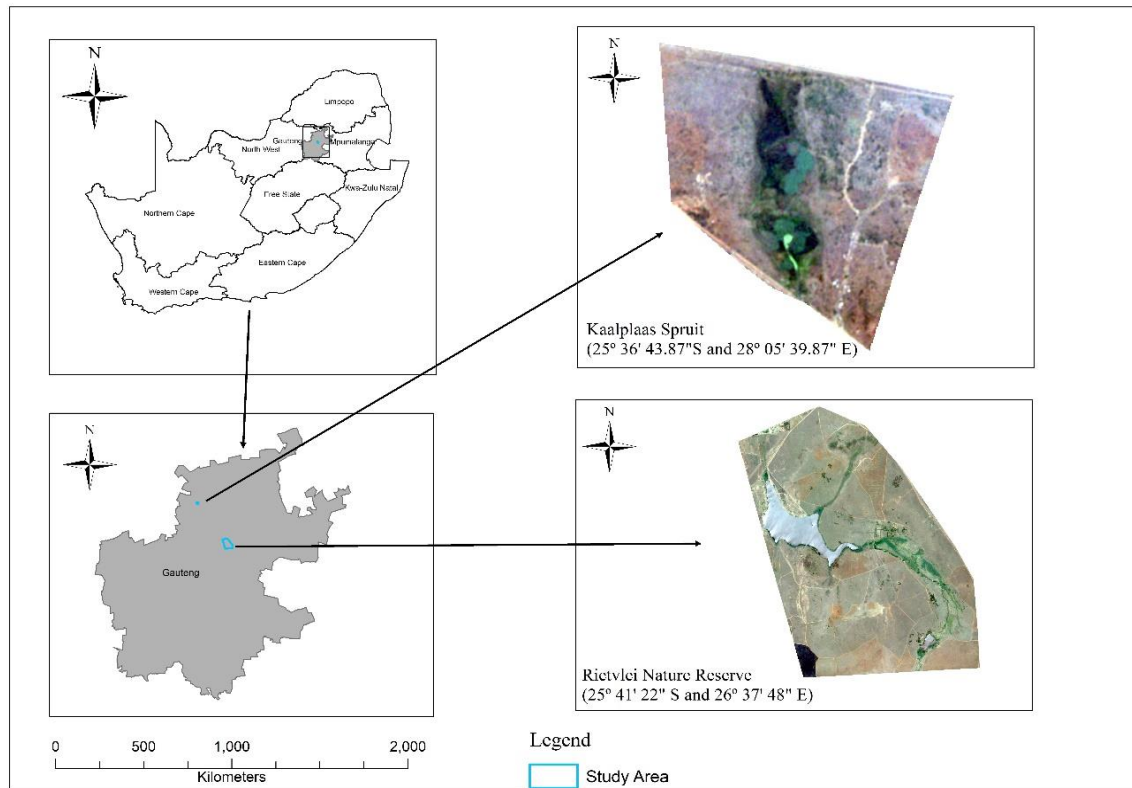 N
Limpopo
Gauteng
Mpumalanga
North West
Kwa-Zulu Natal
Free State
Northern Cape
Eastern Cape
Western Cape
N
Kaalplaas Spruit
(25º 36' 43.87"S and 28º 05' 39.87" E)
N
Gauteng
N
Rietvlei Nature Reserve
(25º 41' 22" S and 26º 37' 48" E)
0 500 1,000 2,000
Kilometers
Legend
Study Area